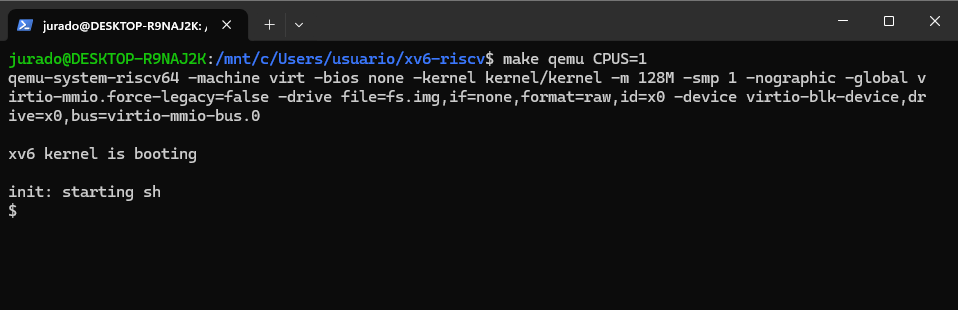 jurado@DESKTOP-R9NAJ2K: /
jurado@DESKTOP-R9NAJ2K:/mnt/c/Users/usuario/xv6-riscv$ make qemu CPUS=1
qemu-system-riscv64 -machine virt -bios none -kernel kernel/kernel -m 128M -smp 1 -nographic -global v
irtio-mmio.force-legacy=false -drive file=fs.img,if=none,format=raw,id=x0 -device virtio-blk-device,dr
ive=x0,bus=virtio-mmio-bus.0
xv6 kernel is booting
init: starting sh
$